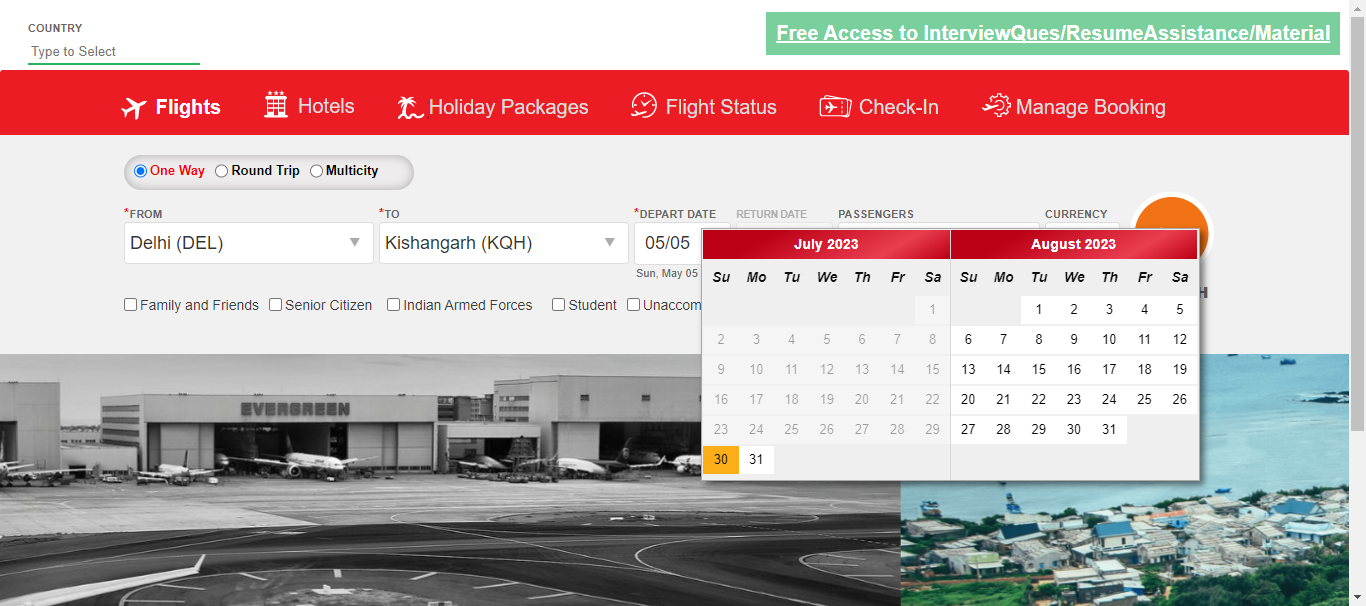 COUNTRY
Type to Select
Free Access to InterviewQues/ResumeAssistance/Material
Flights Hotels Holiday Packages Flight Status Check-In Manage Booking
One Way Round Trip Multicity
*FROM *TO *DEPART DATE RETURN DATE PASSENGERS CURRENCY
Delhi (DEL) Kishangarh (KQH) 05/05
Sun, May 05
Family and Friends Senior Citizen Indian Armed Forces Student Unaccom
H
July 2023 August 2023
Su Mo Tu We Th Fr Sa Su Mo Tu We Th Fr Sa
1 1 2 3 4 5
2 3 4 5 6 7 8 6 7 8 9 10 11 12
9 10 11 12 13 14 15 13 14 15 16 17 18 19
16 17 18 19 20 21 22 20 21 22 23 24 25 26
23 24 25 26 27 28 29 27 28 29 30 31
30 31
EVERGREEN